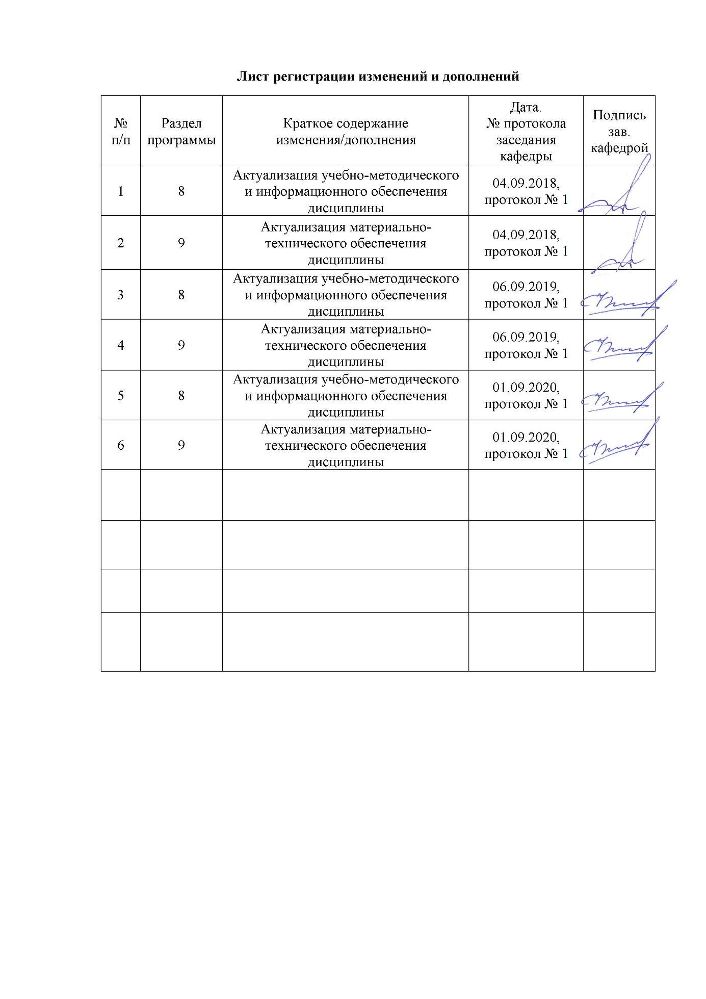 Лист регистрации изменений и дополнений
№
п/п
Раздел
программы
Краткое содержание
изменения/дополнения
Дата.
№ протокола
заседания
кафедры
Подпись
зав.
кафедрой
1
8
Актуализация учебно-методического
и информационного обеспечения
дисциплины
04.09.2018,
протокол № 1
2
9
Актуализация материально-
технического обеспечения
дисциплины
04.09.2018,
протокол № 1
3
8
Актуализация учебно-методического
и информационного обеспечения
дисциплины
06.09.2019,
протокол № 1
4
9
Актуализация материально-
технического обеспечения
дисциплины
06.09.2019,
протокол № 1
5
8
Актуализация учебно-методического
и информационного обеспечения
дисциплины
01.09.2020,
протокол № 1
6
9
Актуализация материально-
технического обеспечения
дисциплины
01.09.2020,
протокол № 1